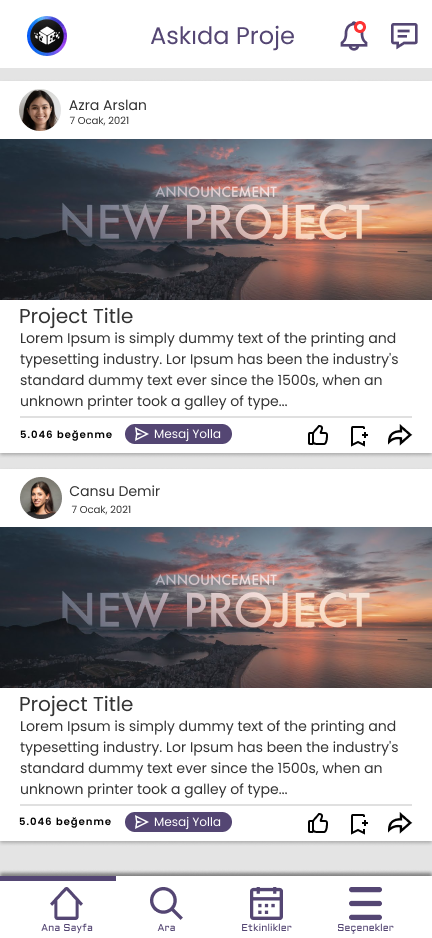 Askıda Proje
Azra Arslan
7 Ocak, 2021
ANNOUNCEMENT
NEW PROJECT
Project Title
Lorem Ipsum is simply dummy text of the printing and
typesetting industry. Lor Ipsum has been the industry's
standard dummy text ever since the 1500s, when an
unknown printer took a galley of type...
5.046 beğenme
Mesaj Yolla
Cansu Demir
7 Ocak, 2021
ANNOUNCEMENT
NEW PROJECT
Project Title
Lorem Ipsum is simply dummy text of the printing and
typesetting industry. Lor Ipsum has been the industry's
standard dummy text ever since the 1500s, when an
unknown printer took a galley of type...
5.046 beğenme
Mesaj Yolla
Ana Sayfa
Ara
Etkinlikler
Seçenekler